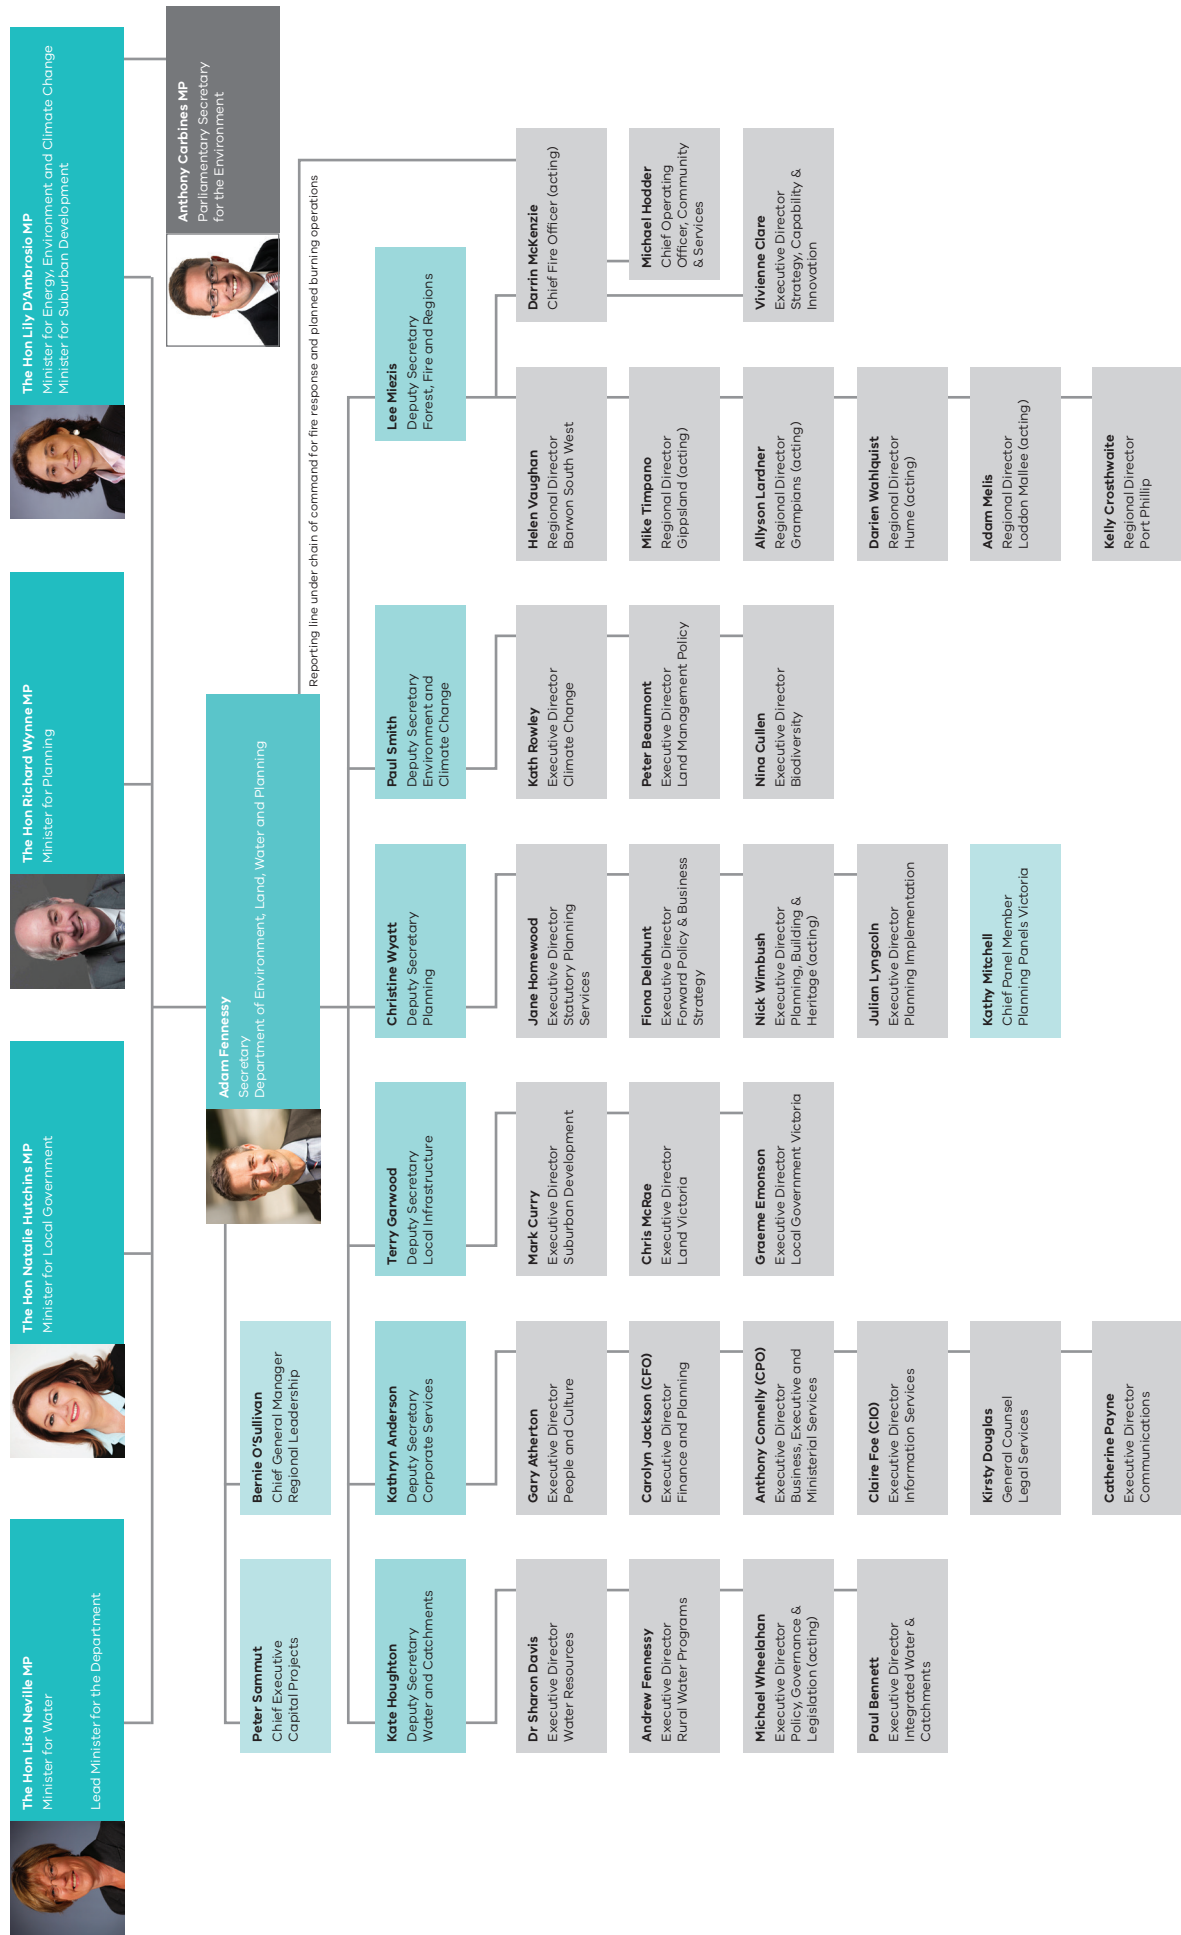 The Hon Lisa Neville MP
Minister for Water
Lead Minister for the Department
The Hon Natalie Hutchins MP
Minister for Local Government
The Hon Richard Wynne MP
Minister for Planning
The Hon Lily D'Ambrosio MP
Minister for Energy, Environment and Climate Change
Minister for Suburban Development
Anthony Carbines MP
Parliamentary Secretary
for the Environment
Adam Fennessy
Secretary
Department of Environment, Land, Water and Planning
Peter Sammut
Chief Executive
Capital Projects
Bernie O'Sullivan
Chief General Manager
Regional Leadership
Reporting line under chain of command for fire response and planned burning operations
Kate Houghton
Deputy Secretary
Water and Catchments
Kathryn Anderson
Deputy Secretary
Corporate Services
Terry Garwood
Deputy Secretary
Local Infrastructure
Christine Wyatt
Deputy Secretary
Planning
Paul Smith
Deputy Secretary
Environment and
Climate Change
Lee Miezis
Deputy Secretary
Forest, Fire and Regions
Dr Sharon Davis
Executive Director
Water Resources
Gary Atherton
Executive Director
People and Culture
Mark Curry
Executive Director
Suburban Development
Jane Homewood
Executive Director
Statutory Planning
Services
Kath Rowley
Executive Director
Climate Change
Helen Vaughan
Regional Director
Barwon South West
Darrin McKenzie
Chief Fire Officer (acting)
Andrew Fennessy
Executive Director
Rural Water Programs
Carolyn Jackson (CFO)
Executive Director
Finance and Planning
Chris McRae
Executive Director
Land Victoria
Fiona Delahunt
Executive Director
Forward Policy & Business
Strategy
Peter Beaumont
Executive Director
Land Management Policy
Mike Timpano
Regional Director
Gippsland (acting)
Michael Hodder
Chief Operating
Officer, Community
& Services
Michael Wheelahan
Executive Director
Policy, Governance &
Legislation (acting)
Anthony Connelly (CPO)
Executive Director
Business, Executive and
Ministerial Services
Graeme Emonson
Executive Director
Local Government Victoria
Nick Wimbush
Executive Director
Planning, Building &
Heritage (acting)
Nina Cullen
Executive Director
Biodiversity
Allyson Lardner
Regional Director
Grampians (acting)
Vivienne Clare
Executive Director
Strategy, Capability &
Innovation
Paul Bennett
Executive Director
Integrated Water &
Catchments
Claire Foe (CIO)
Executive Director
Information Services
Julian Lyngcoln
Executive Director
Planning Implementation
Darien Wahlquist
Regional Director
Hume (acting)
Kirsty Douglas
General Counsel
Legal Services
Kathy Mitchell
Chief Panel Member
Planning Panels Victoria
Adam Melis
Regional Director
Loddon Mallee (acting)
Catherine Payne
Executive Director
Communications
Kelly Crosthwaite
Regional Director
Port Phillip